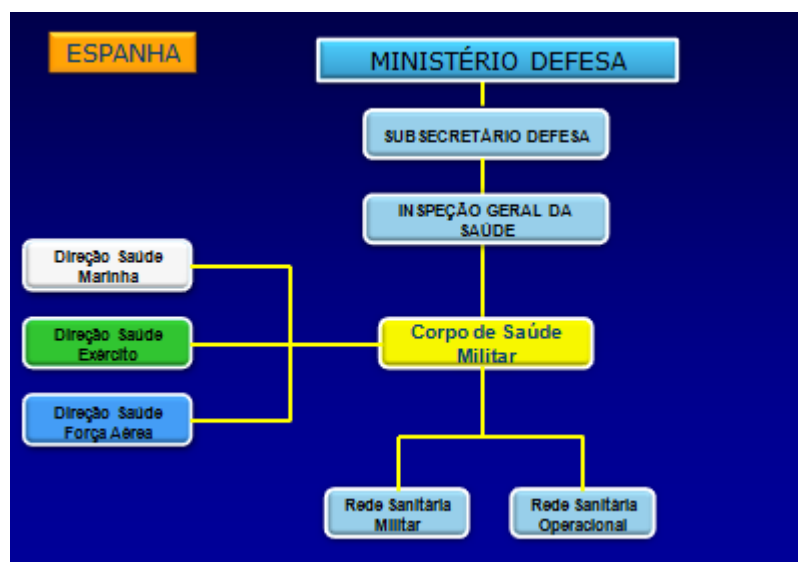 ESPANHA
MINISTÉRIO DEFESA
SUBSECRETÁRIO DEFESA
INSPEÇÃO GERAL DA
SAÚDE
Direção Saúde
Marinha
Direção Saúde
Exército
Direção Saúde
Força Aérea
Corpo de Saúde
Militar
Rede Sanitária
Militar
Rede Sanitária
Operacional